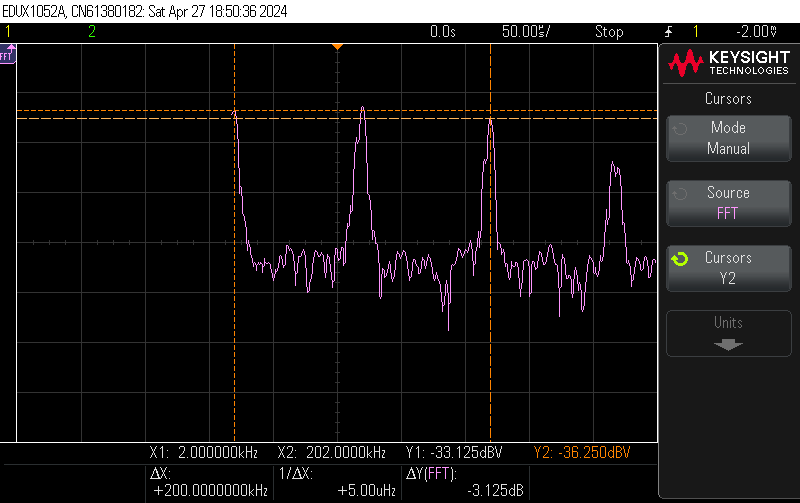 EDUX1052A, CN61380182: Sat Apr 27 18:50:36 2024
1 2 0.0s 50.00%/ Stop 1 -2.00V
FFT
KEYSIGHT
TECHNOLOGIES
Cursors
Mode
Manual
Source
FFT
Cursors
Y2
Units
X1: 2.000000kHz X2: 202.0000kHz Y1: -33.125dBV Y2: -36.250dBV
ΔX: 1/ΔX: ΔY(FFT):
+200.0000000kHz +5.00uHz -3.125dB